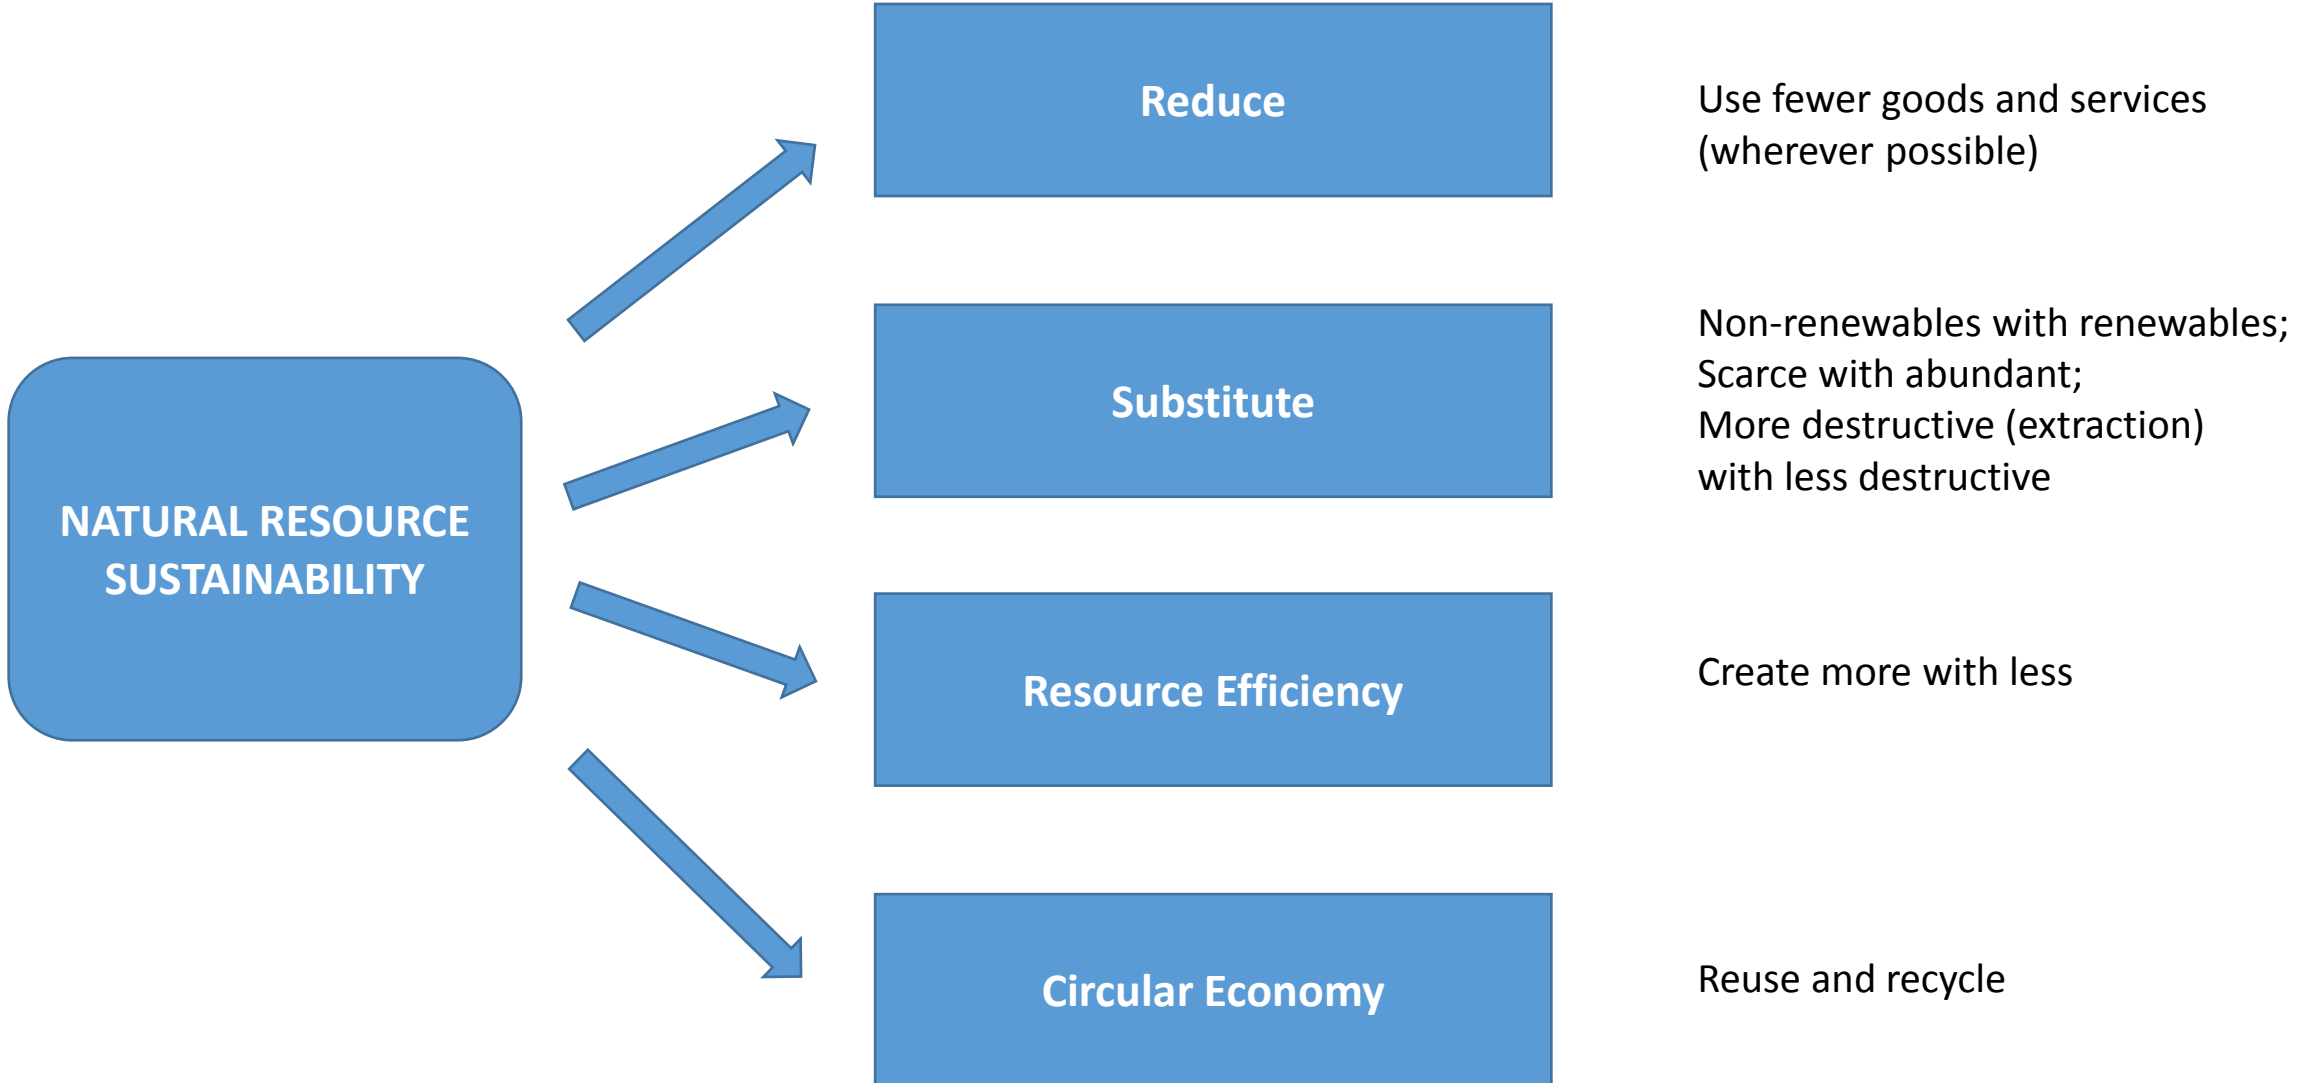 NATURAL RESOURCE
SUSTAINABILITY
Reduce
Use fewer goods and services
(wherever possible)
Substitute
Non-renewables with renewables;
Scarce with abundant;
More destructive (extraction)
with less destructive
Resource Efficiency
Create more with less
Circular Economy
Reuse and recycle